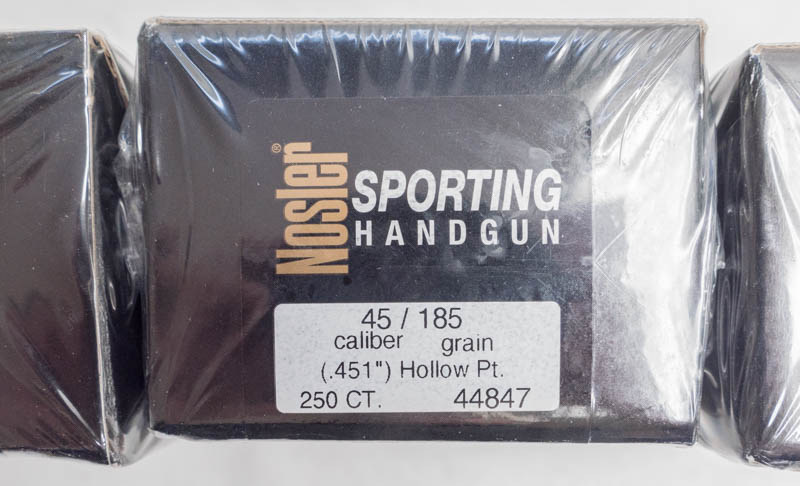 Nosler®
SPORTING
HANDGUN
45 / 185
caliber grain
(.451") Hollow Pt.
250 CT. 44847